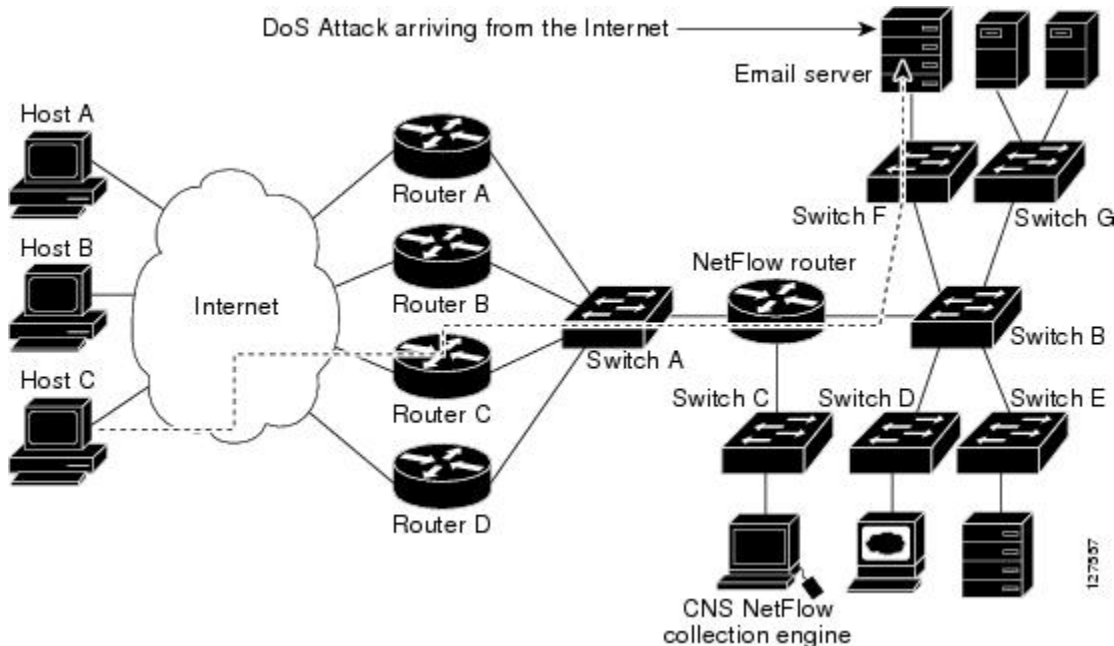 DoS Attack arriving from the Internet
Email server
Host A
Host B
Host C
Internet
Router A
Router B
Router C
Router D
Switch A
NetFlow router
Switch F
Switch G
Switch B
Switch C
Switch D
Switch E
CNS NetFlow
collection engine
127557